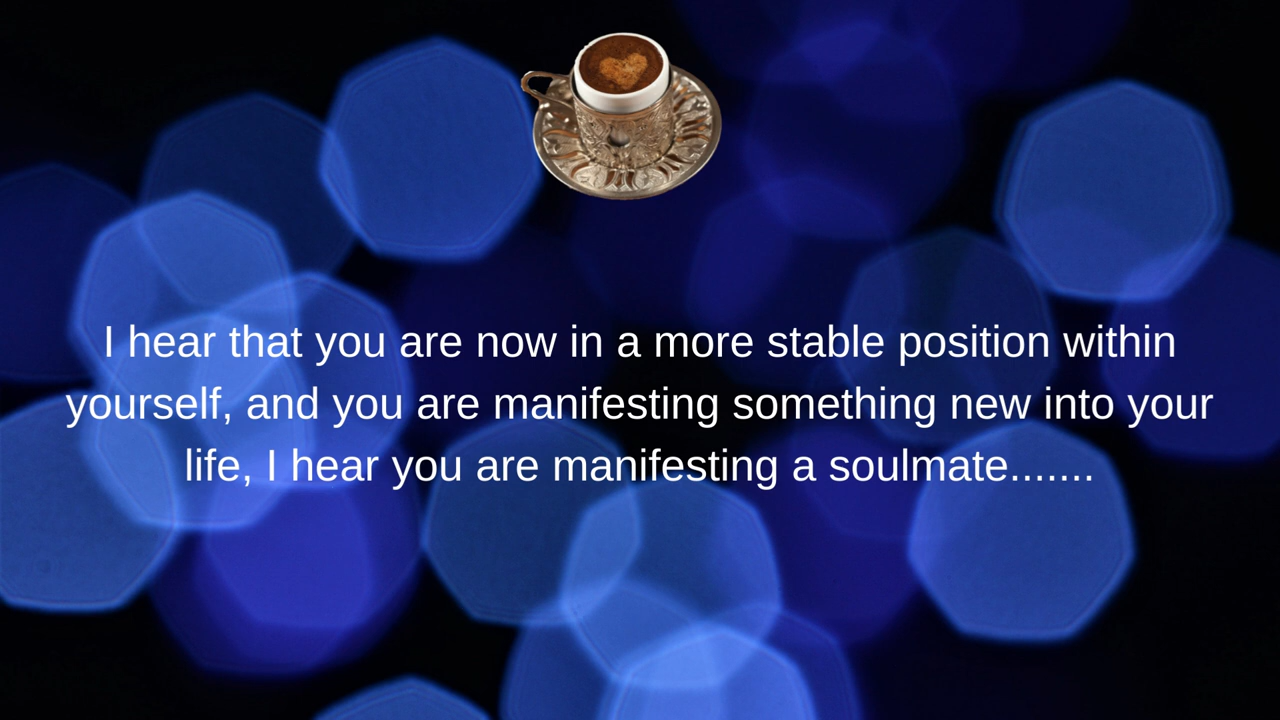 I hear that you are now in a more stable position within
yourself, and you are manifesting something new into your
life, I hear you are manifesting a soulmate.......